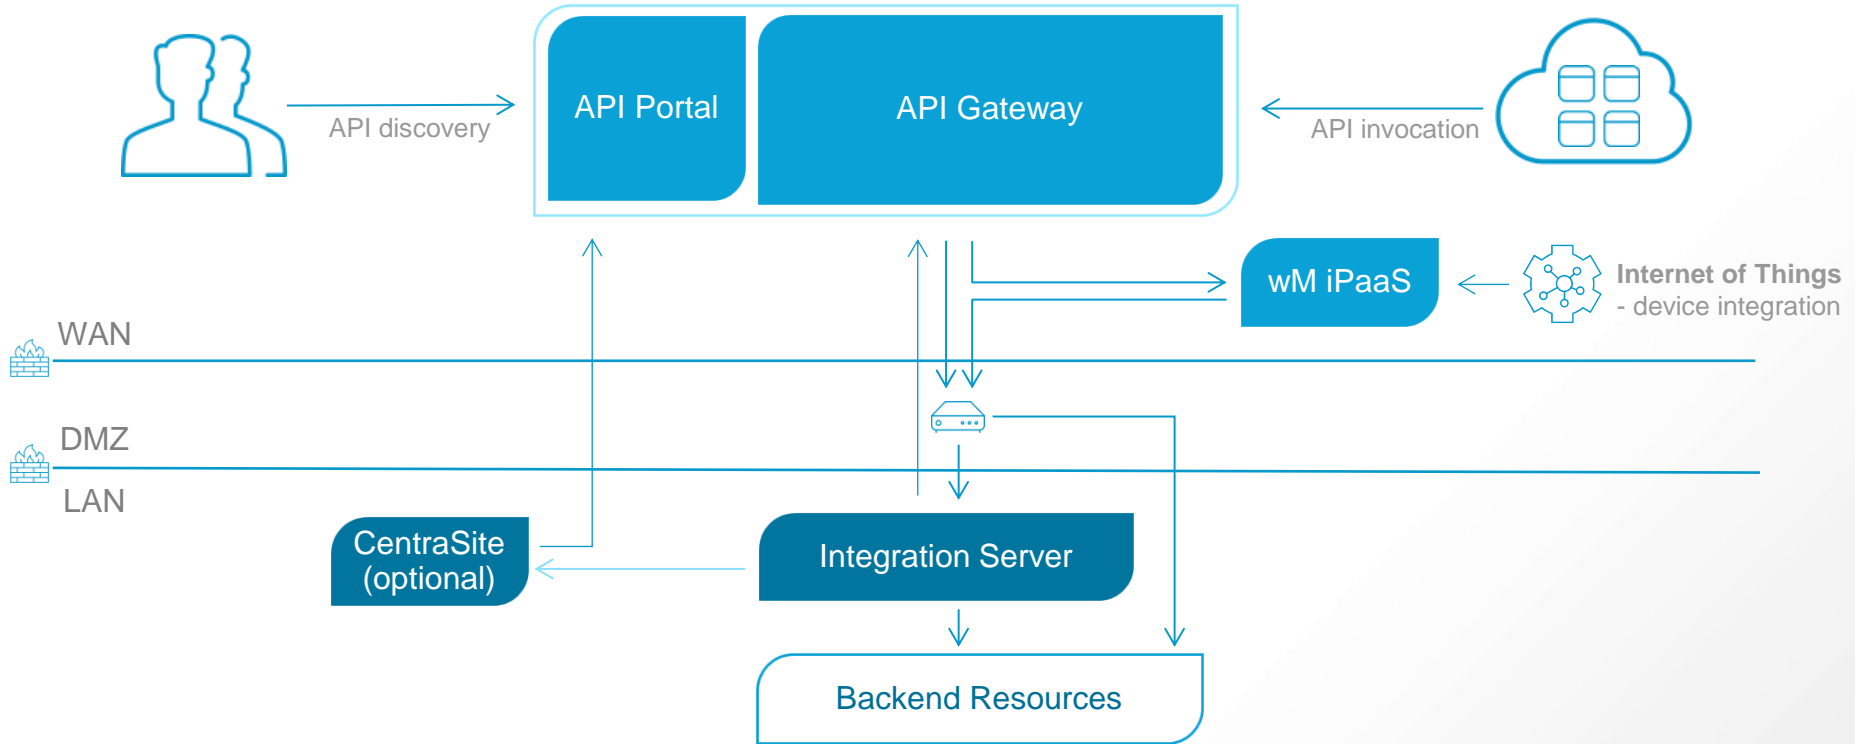 API Portal
API Gateway
API discovery
API invocation
wM iPaaS
Internet of Things
- device integration
WAN
DMZ
LAN
CentraSite
(optional)
Integration Server
Backend Resources